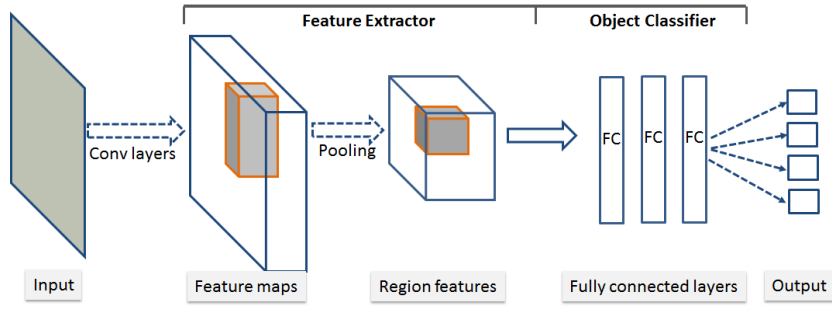 Feature Extractor
Object Classifier
Conv layers
Pooling
FC
FC
FC
Input
Feature maps
Region features
Fully connected layers
Output